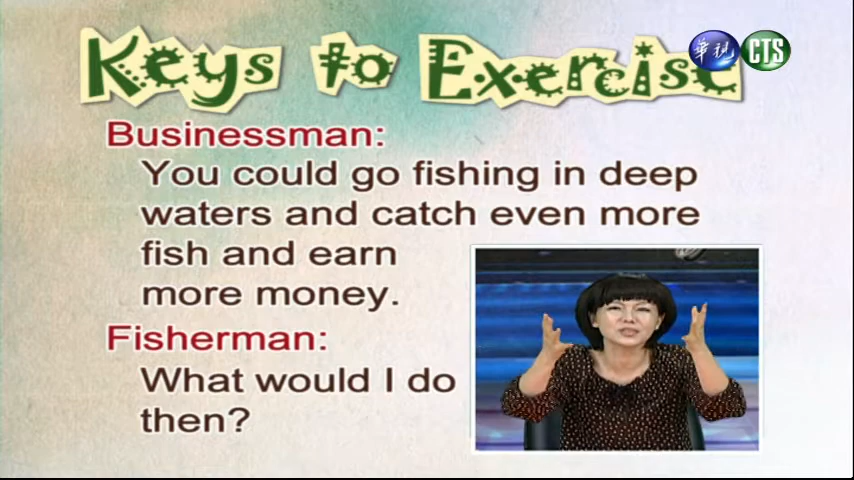 Keys to Exercise
華視 CTS
Businessman:
You could go fishing in deep
waters and catch even more
fish and earn
more money.
Fisherman:
What would I do
then?